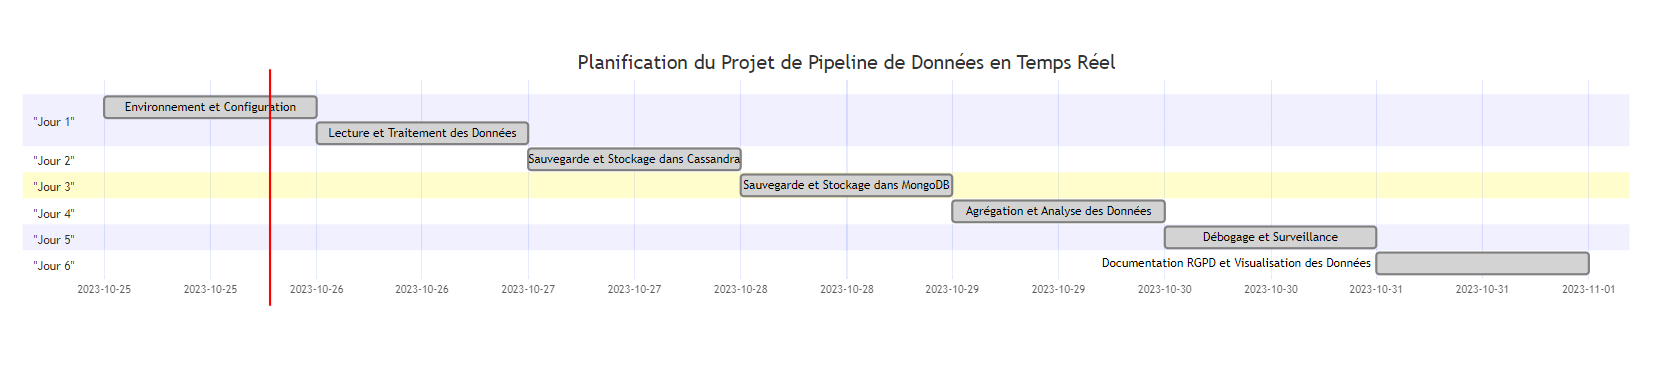 Planification du Projet de Pipeline de Données en Temps Réel
"Jour 1"
Environnement et Configuration
Lecture et Traitement des Données
"Jour 2"
Sauvegarde et Stockage dans Cassandra
"Jour 3"
Sauvegarde et Stockage dans MongoDB
"Jour 4"
Agrégation et Analyse des Données
"Jour 5"
Débogage et Surveillance
"Jour 6"
Documentation RGPD et Visualisation des Données
2023-10-25 2023-10-25 2023-10-26 2023-10-26 2023-10-27 2023-10-27 2023-10-28 2023-10-28 2023-10-29 2023-10-29 2023-10-30 2023-10-30 2023-10-31 2023-10-31 2023-11-01